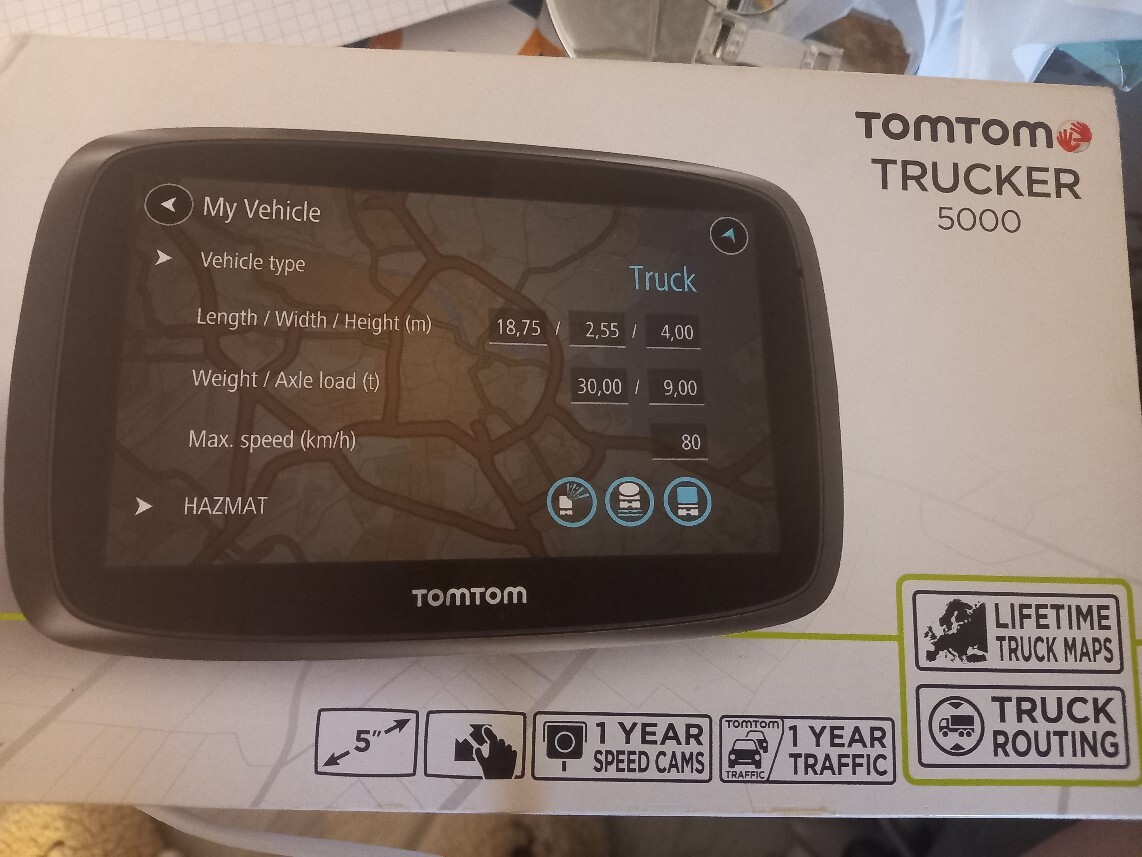 TOMTOM
TRUCKER
5000
My Vehicle
Vehicle type
Truck
Length / Width / Height (m) 18,75 / 2,55 / 4,00
Weight / Axle load (t) 30,00 / 9,00
Max. speed (km/h) 80
HAZMAT
TOMTOM
LIFETIME
TRUCK MAPS
TRUCK
ROUTING
5"
1 YEAR
SPEED CAMS
TOMTOM
TRAFFIC
1 YEAR
TRAFFIC